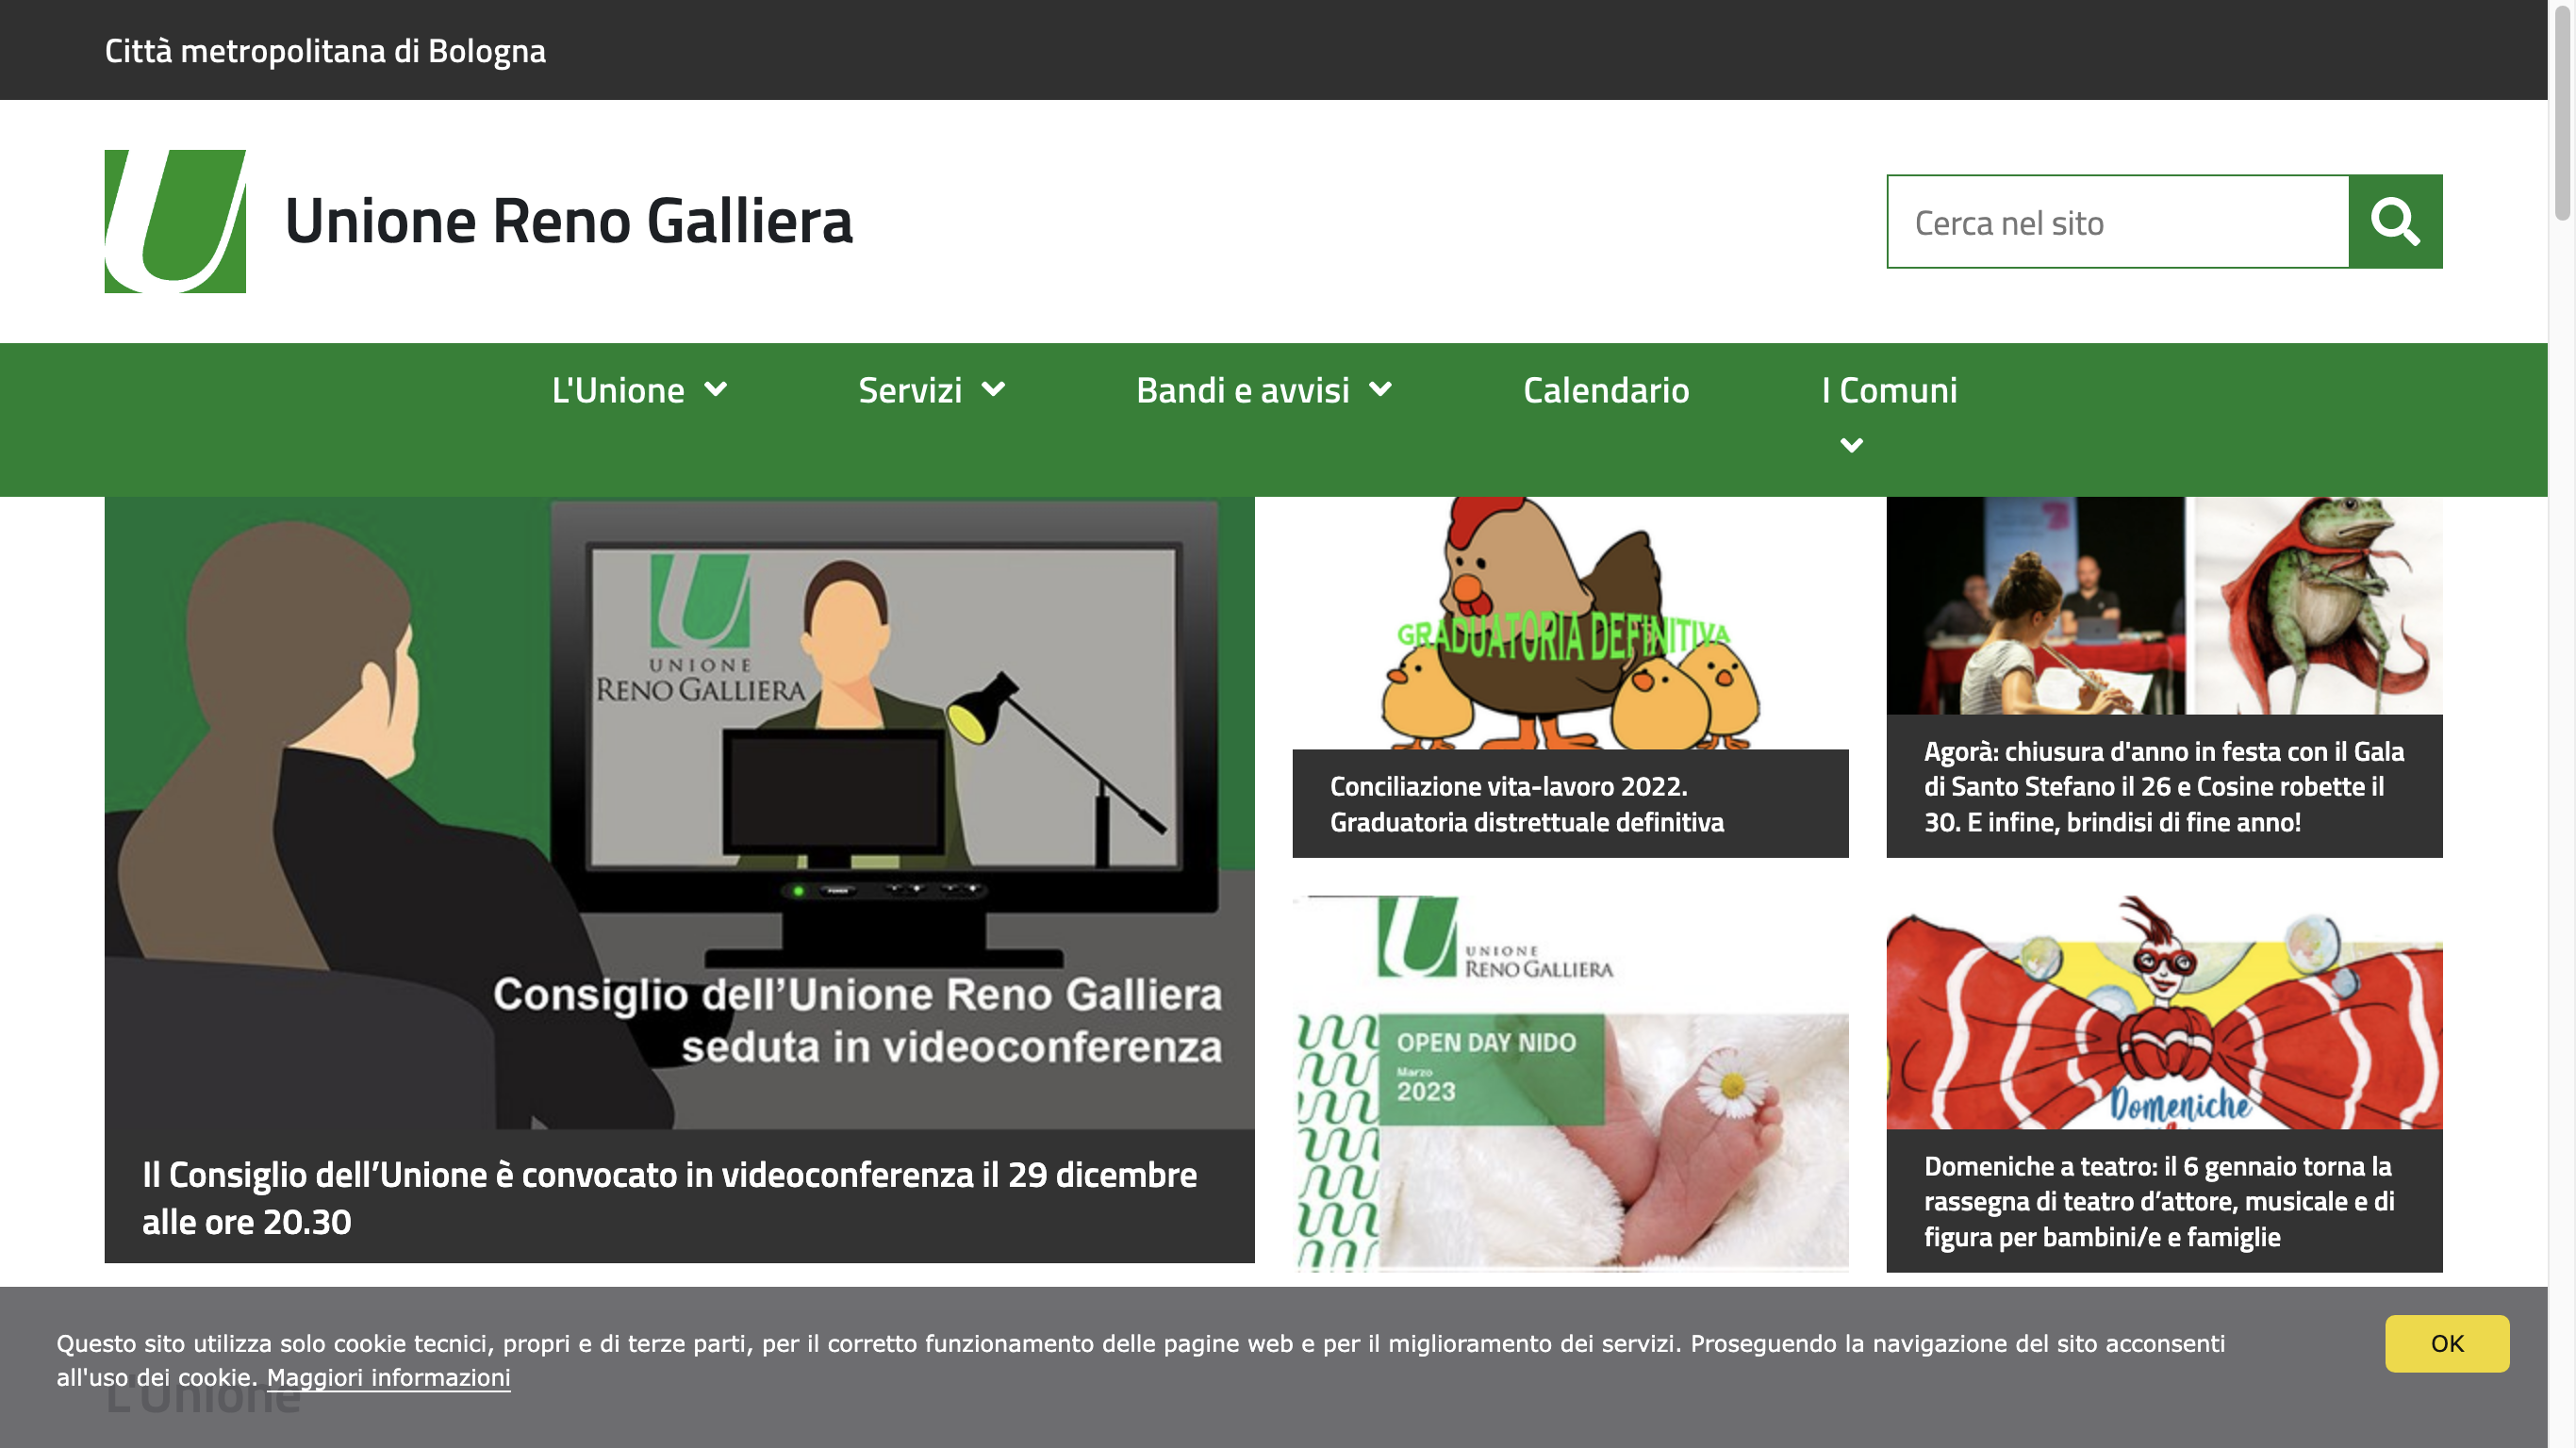 Città metropolitana di Bologna
Unione Reno Galliera
Cerca nel sito
L'Unione
Servizi
Bandi e avvisi
Calendario
I Comuni
UNIONE
RENO GALLIERA
Consiglio dell’Unione Reno Galliera
seduta in videoconferenza
Il Consiglio dell’Unione è convocato in videoconferenza il 29 dicembre
alle ore 20.30
GRADUATORIA DEFINITIVA
Conciliazione vita-lavoro 2022.
Graduatoria distrettuale definitiva
Agorà: chiusura d'anno in festa con il Gala
di Santo Stefano il 26 e Cosine robette il
30. E infine, brindisi di fine anno!
UNIONE
RENO GALLIERA
OPEN DAY NIDO
Marzo
2023
Domeniche
Domeniche a teatro: il 6 gennaio torna la
rassegna di teatro d’attore, musicale e di
figura per bambini/e e famiglie
Questo sito utilizza solo cookie tecnici, propri e di terze parti, per il corretto funzionamento delle pagine web e per il miglioramento dei servizi. Proseguendo la navigazione del sito acconsenti
all'uso dei cookie. Maggiori informazioni
OK
L'Unione